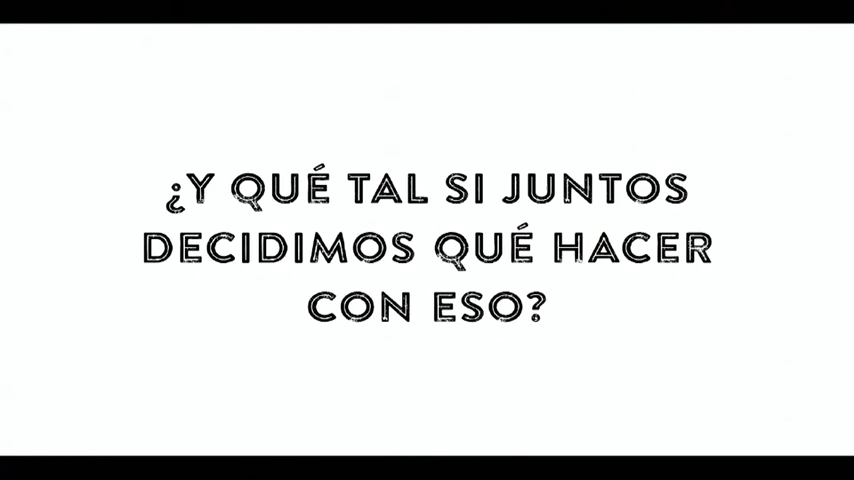 ¿Y QUÉ TAL SI JUNTOS
DECIDIMOS QUÉ HACER
CON ESO?